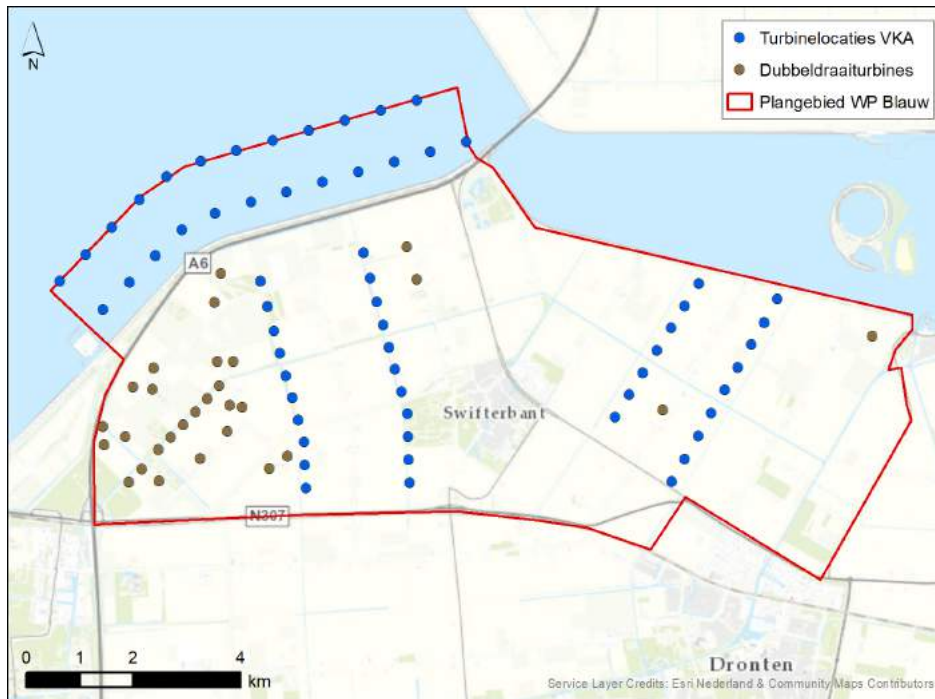 N
Turbinelocaties VKA
Dubbeldraaiturbines
Plangebied WP Blauw
A6
Swifterbant
N307
0 1 2 4
km
Dronten
Service Layer Credits: Esri Nederland & Community Maps Contributors